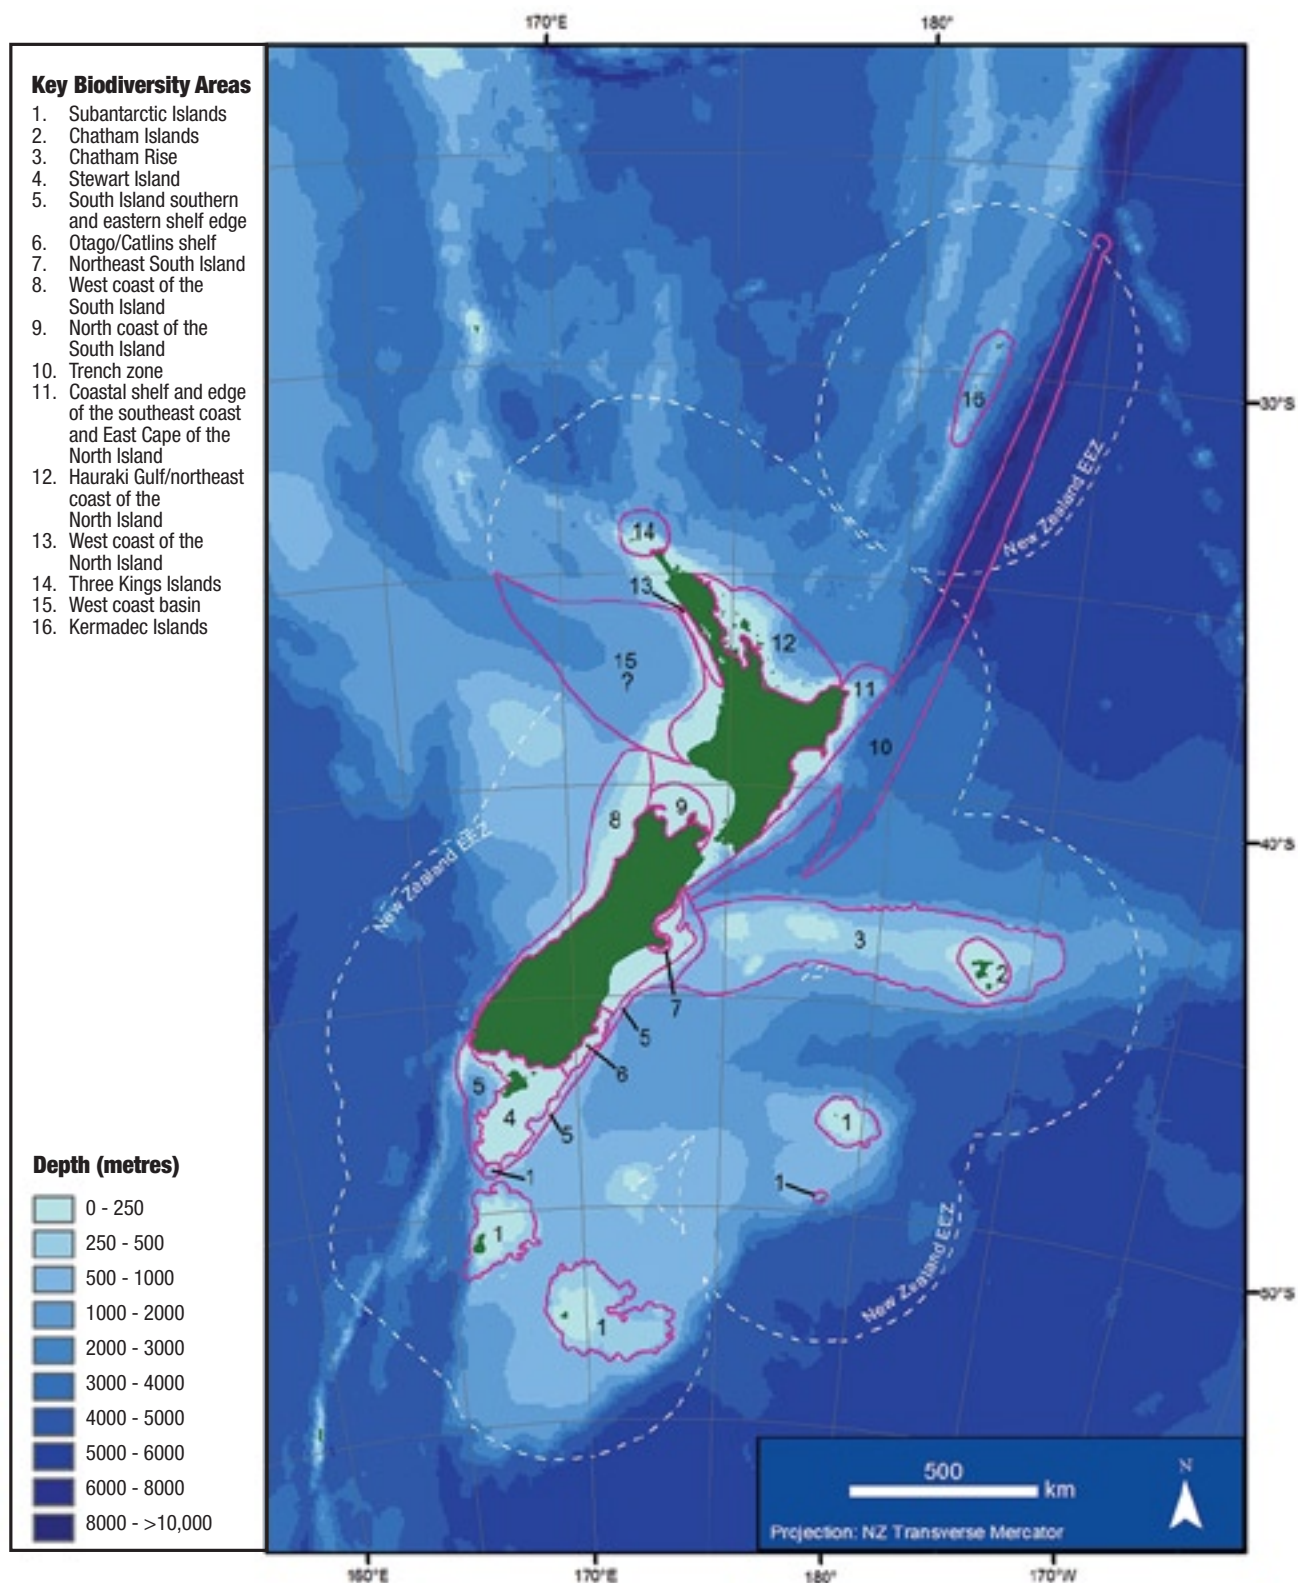 170°E 180°
Key Biodiversity Areas
1. Subantarctic Islands
2. Chatham Islands
3. Chatham Rise
4. Stewart Island
5. South Island southern
and eastern shelf edge
6. Otago/Catlins shelf
7. Northeast South Island
8. West coast of the
South Island
9. North coast of the
South Island
10. Trench zone
11. Coastal shelf and edge
of the southeast coast
and East Cape of the
North Island
12. Hauraki Gulf/northeast
coast of the
North Island
13. West coast of the
North Island
14. Three Kings Islands
15. West coast basin
16. Kermadec Islands
Depth (metres)
0 - 250
250 - 500
500 - 1000
1000 - 2000
2000 - 3000
3000 - 4000
4000 - 5000
5000 - 6000
6000 - 8000
8000 - >10,000
16
30°S
New Zealand EEZ
14
13
12
15
?
11
10
9
8
40°S
New Zealand EEZ
3
2
7
5
6
5
4
5
1
1
1
1
New Zealand EEZ
50°S
1
500
km
N
Projection: NZ Transverse Mercator
160°E 170°E 180° 170°W